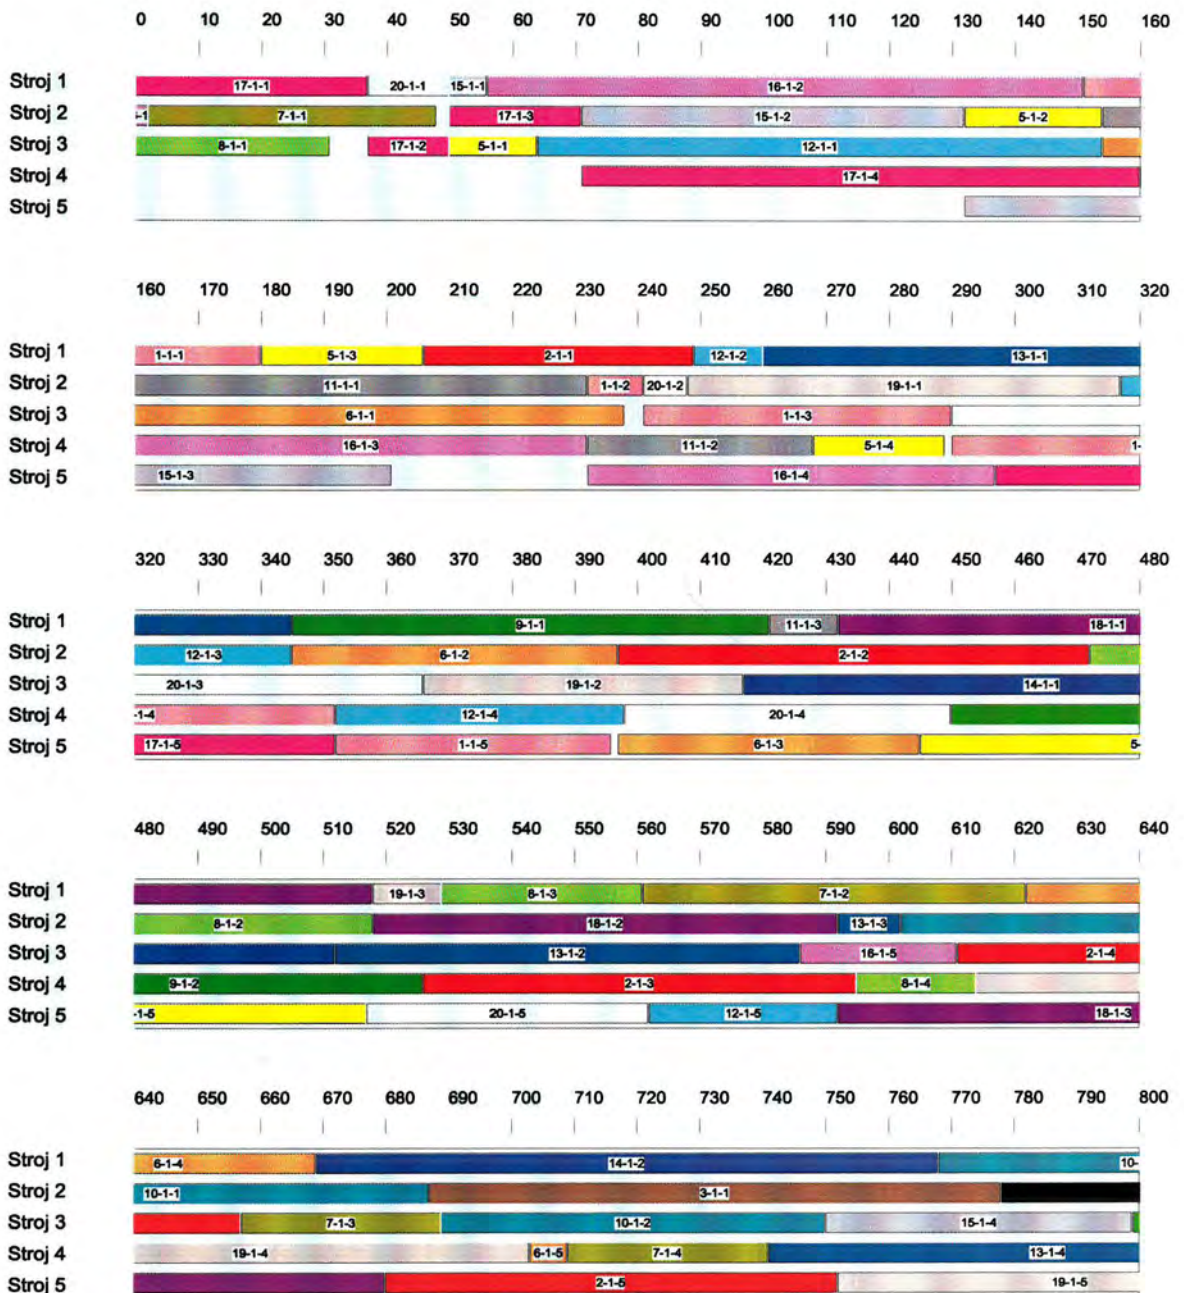 0 10 20 30 40 50 60 70 80 90 100 110 120 130 140 150 160
Stroj 1 17-1-1 20-1-1 15-1-1 16-1-2
Stroj 2 -1 7-1-1 17-1-3 15-1-2 5-1-2
Stroj 3 8-1-1 17-1-2 5-1-1 12-1-1
Stroj 4 17-1-4
Stroj 5
160 170 180 190 200 210 220 230 240 250 260 270 280 290 300 310 320
Stroj 1 1-1-1 5-1-3 2-1-1 12-1-2 13-1-1
Stroj 2 11-1-1 1-1-2 20-1-2 19-1-1
Stroj 3 6-1-1 1-1-3
Stroj 4 16-1-3 11-1-2 5-1-4 1-
Stroj 5 15-1-3 16-1-4
320 330 340 350 360 370 380 390 400 410 420 430 440 450 460 470 480
Stroj 1 9-1-1 11-1-3 18-1-1
Stroj 2 12-1-3 6-1-2 2-1-2
Stroj 3 20-1-3 19-1-2 14-1-1
Stroj 4 -1-4 12-1-4 20-1-4
Stroj 5 17-1-5 1-1-5 6-1-3 5-
480 490 500 510 520 530 540 550 560 570 580 590 600 610 620 630 640
Stroj 1 19-1-3 8-1-3 7-1-2
Stroj 2 8-1-2 18-1-2 13-1-3
Stroj 3 13-1-2 16-1-5 2-1-4
Stroj 4 9-1-2 2-1-3 8-1-4
Stroj 5 -1-5 20-1-5 12-1-5 18-1-3
640 650 660 670 680 690 700 710 720 730 740 750 760 770 780 790 800
Stroj 1 6-1-4 14-1-2 10-
Stroj 2 10-1-1 3-1-1
Stroj 3 7-1-3 10-1-2 15-1-4
Stroj 4 19-1-4 6-1-5 7-1-4 13-1-4
Stroj 5 2-1-5 19-1-5